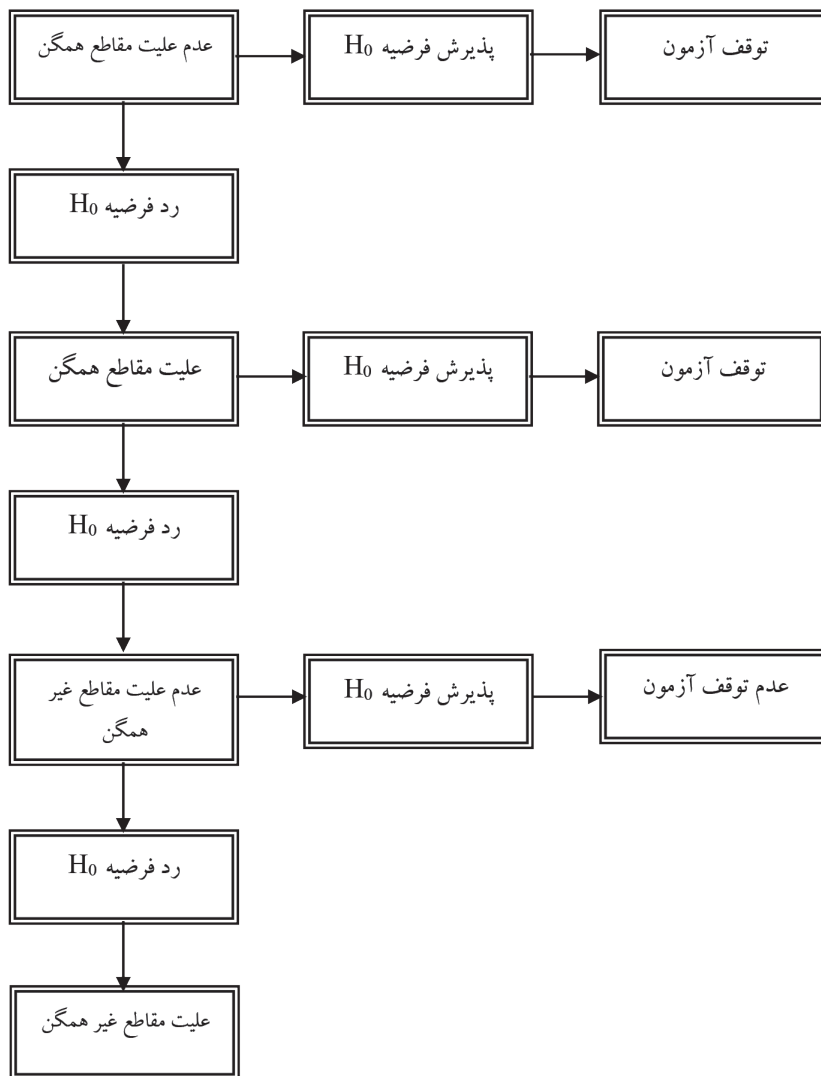 عدم علیت مقاطع همگن
پذیرش فرضیه H₀
توقف آزمون
رد فرضیه H₀
علیت مقاطع همگن
پذیرش فرضیه H₀
توقف آزمون
رد فرضیه H₀
عدم علیت مقاطع غیر
همگن
پذیرش فرضیه H₀
عدم توقف آزمون
رد فرضیه H₀
علیت مقاطع غیر همگن